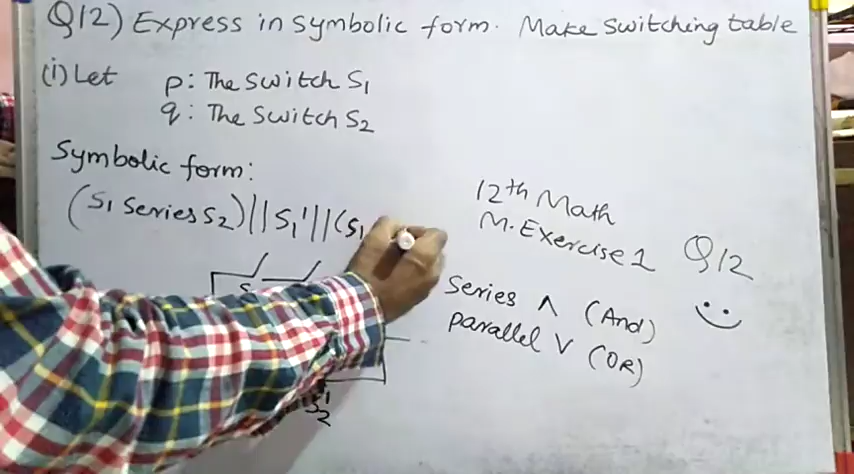 Q12) Express in symbolic form. Make switching table
(i) Let p: The switch S1
q: The switch S2
Symbolic form:
(S1 series S2) || S1' || (S1
12th Math
M. Exercise 1 Q12
Series ∧ (And)
parallel ∨ (OR)
S2'